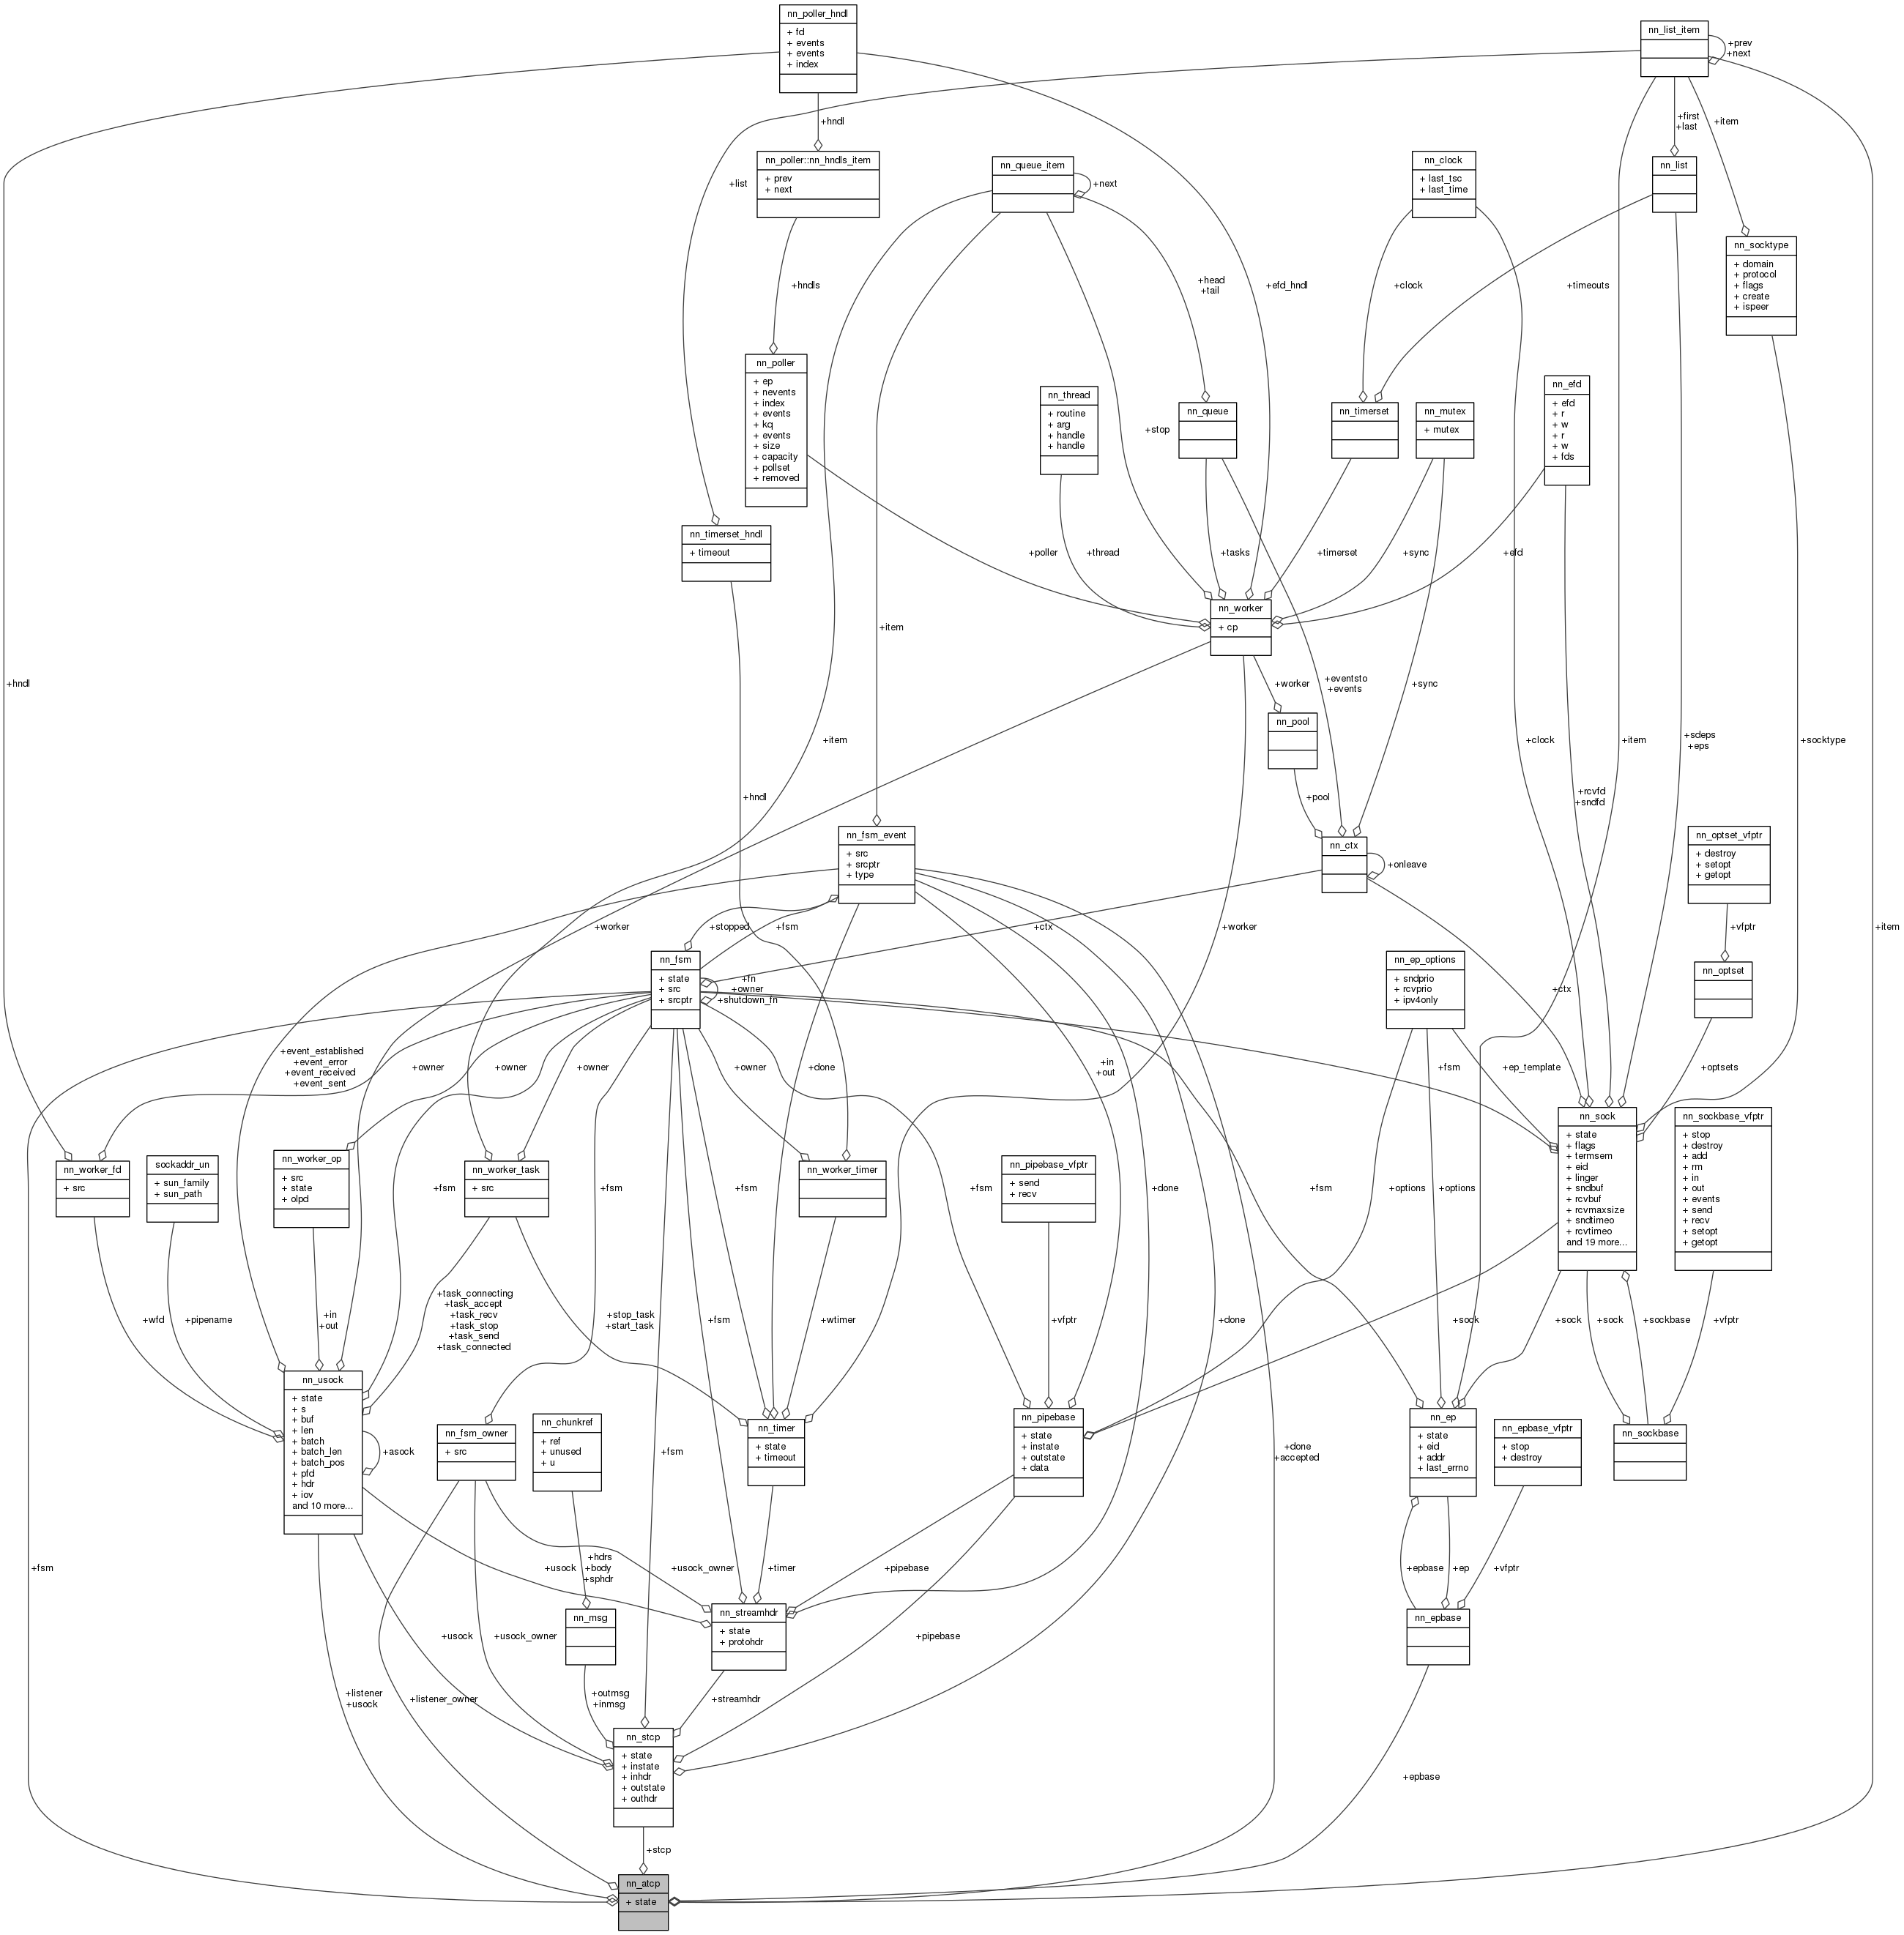 nn_poller_hndl
+ fd
+ events
+ events
+ index
nn_list_item
+prev
+next
+hndl
+first
+last
+item
nn_poller::nn_hndls_item
+ prev
+ next
nn_queue_item
+next
nn_clock
+ last_tsc
+ last_time
nn_list
+list
nn_socktype
+ domain
+ protocol
+ flags
+ create
+ ispeer
+hndls
+head
+tail
+efd_hndl
+clock
+timeouts
nn_poller
+ ep
+ nevents
+ index
+ events
+ kq
+ events
+ size
+ capacity
+ pollset
+ removed
nn_thread
+ routine
+ arg
+ handle
+ handle
nn_queue
nn_timerset
nn_mutex
+ mutex
nn_efd
+ efd
+ r
+ w
+ r
+ w
+ fds
+stop
nn_timerset_hndl
+ timeout
+poller
+thread
+tasks
+timerset
+sync
+efd
nn_worker
+ cp
+item
+hndl
+worker
+eventsto
+events
+sync
nn_pool
+item
+clock
+sdeps
+eps
+item
+socktype
+hndl
+pool
+rcvfd
+sndfd
nn_fsm_event
+ src
+ srcptr
+ type
nn_ctx
+onleave
nn_optset_vfptr
+ destroy
+ setopt
+ getopt
+worker
+stopped
+fsm
+ctx
+worker
+vfptr
+item
nn_fsm
+ state
+ src
+ srcptr
+fn
+owner
+shutdown_fn
nn_ep_options
+ sndprio
+ rcvprio
+ ipv4only
nn_optset
+ctx
+event_established
+event_error
+event_received
+event_sent
+owner
+owner
+owner
+owner
+done
+in
+out
+fsm
+ep_template
+optsets
nn_worker_fd
+ src
sockaddr_un
+ sun_family
+ sun_path
nn_worker_op
+ src
+ state
+ olpd
nn_worker_task
+ src
nn_worker_timer
nn_pipebase_vfptr
+ send
+ recv
nn_sock
+ state
+ flags
+ termsem
+ eid
+ linger
+ sndbuf
+ rcvbuf
+ rcvmaxsize
+ sndtimeo
+ rcvtimeo
and 19 more...
nn_sockbase_vfptr
+ stop
+ destroy
+ add
+ rm
+ in
+ out
+ events
+ send
+ recv
+ setopt
+ getopt
+fsm
+fsm
+fsm
+fsm
+done
+fsm
+options
+options
+wfd
+pipename
+in
+out
+task_connecting
+task_accept
+task_recv
+task_stop
+task_send
+task_connected
+stop_task
+start_task
+wtimer
+fsm
+vfptr
+done
+sock
+sock
+sock
+sockbase
+vfptr
nn_usock
+ state
+ s
+ buf
+ len
+ batch
+ batch_len
+ batch_pos
+ pfd
+ hdr
+ iov
and 10 more...
+asock
nn_fsm_owner
+ src
nn_chunkref
+ ref
+ unused
+ u
nn_timer
+ state
+ timeout
nn_pipebase
+ state
+ instate
+ outstate
+ data
nn_ep
+ state
+ eid
+ addr
+ last_errno
nn_epbase_vfptr
+ stop
+ destroy
nn_sockbase
+fsm
+done
+accepted
+fsm
+usock
+hdrs
+body
+sphdr
+usock_owner
+timer
+pipebase
+epbase
+ep
+vfptr
nn_msg
nn_streamhdr
+ state
+ protohdr
nn_epbase
+usock
+usock_owner
+pipebase
+listener
+usock
+listener_owner
+outmsg
+inmsg
+streamhdr
nn_stcp
+ state
+ instate
+ inhdr
+ outstate
+ outhdr
+epbase
+stcp
nn_atcp
+ state